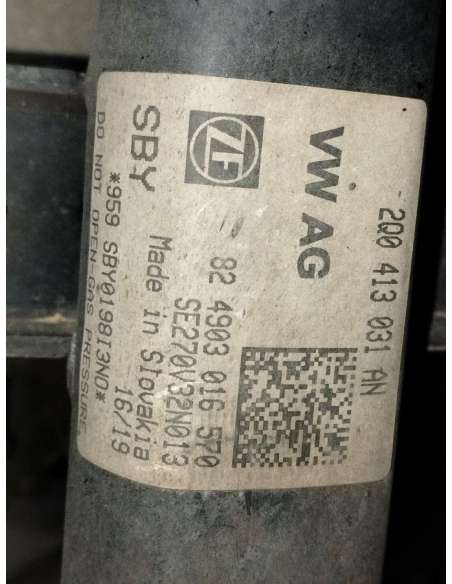 2Q0 413 031 AN
VW AG
ZF
82 4903 016 570
SE270V32N013
SBY
Made in Slovakia
16/19
*959 SBY0198I3NO*
DO NOT OPEN-GAS PRESSURE